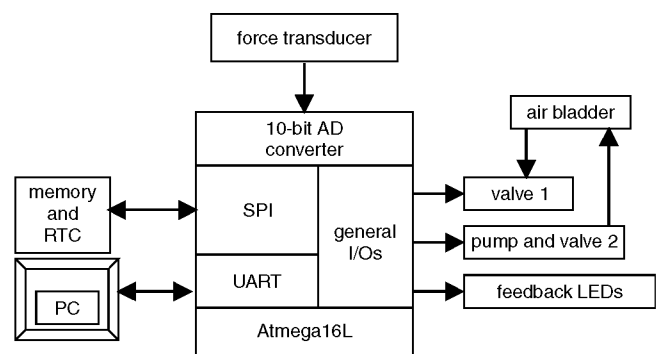 force transducer
10-bit AD
converter
air bladder
memory
and
RTC
SPI
general
I/Os
valve 1
pump and valve 2
UART
PC
feedback LEDs
Atmega16L